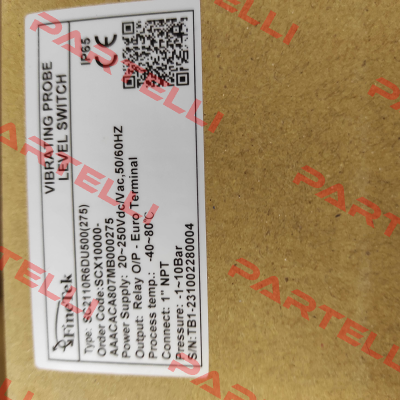 FineTek
VIBRATING PROBE
LEVEL SWITCH
IP65
CE
Type: SC2110R6DU500(275)
Order Code:SCX10000-
AAACACA807MB000275
Power Supply: 20~250Vdc/Vac,50/60HZ
Output: Relay O/P - Euro Terminal
Process temp.: -40~80℃
Connect: 1" NPT
Pressure: -1~10Bar
S/N:TB1-231002280004
PARTELLI
PARTELLI
PARTELLI
PARTELLI